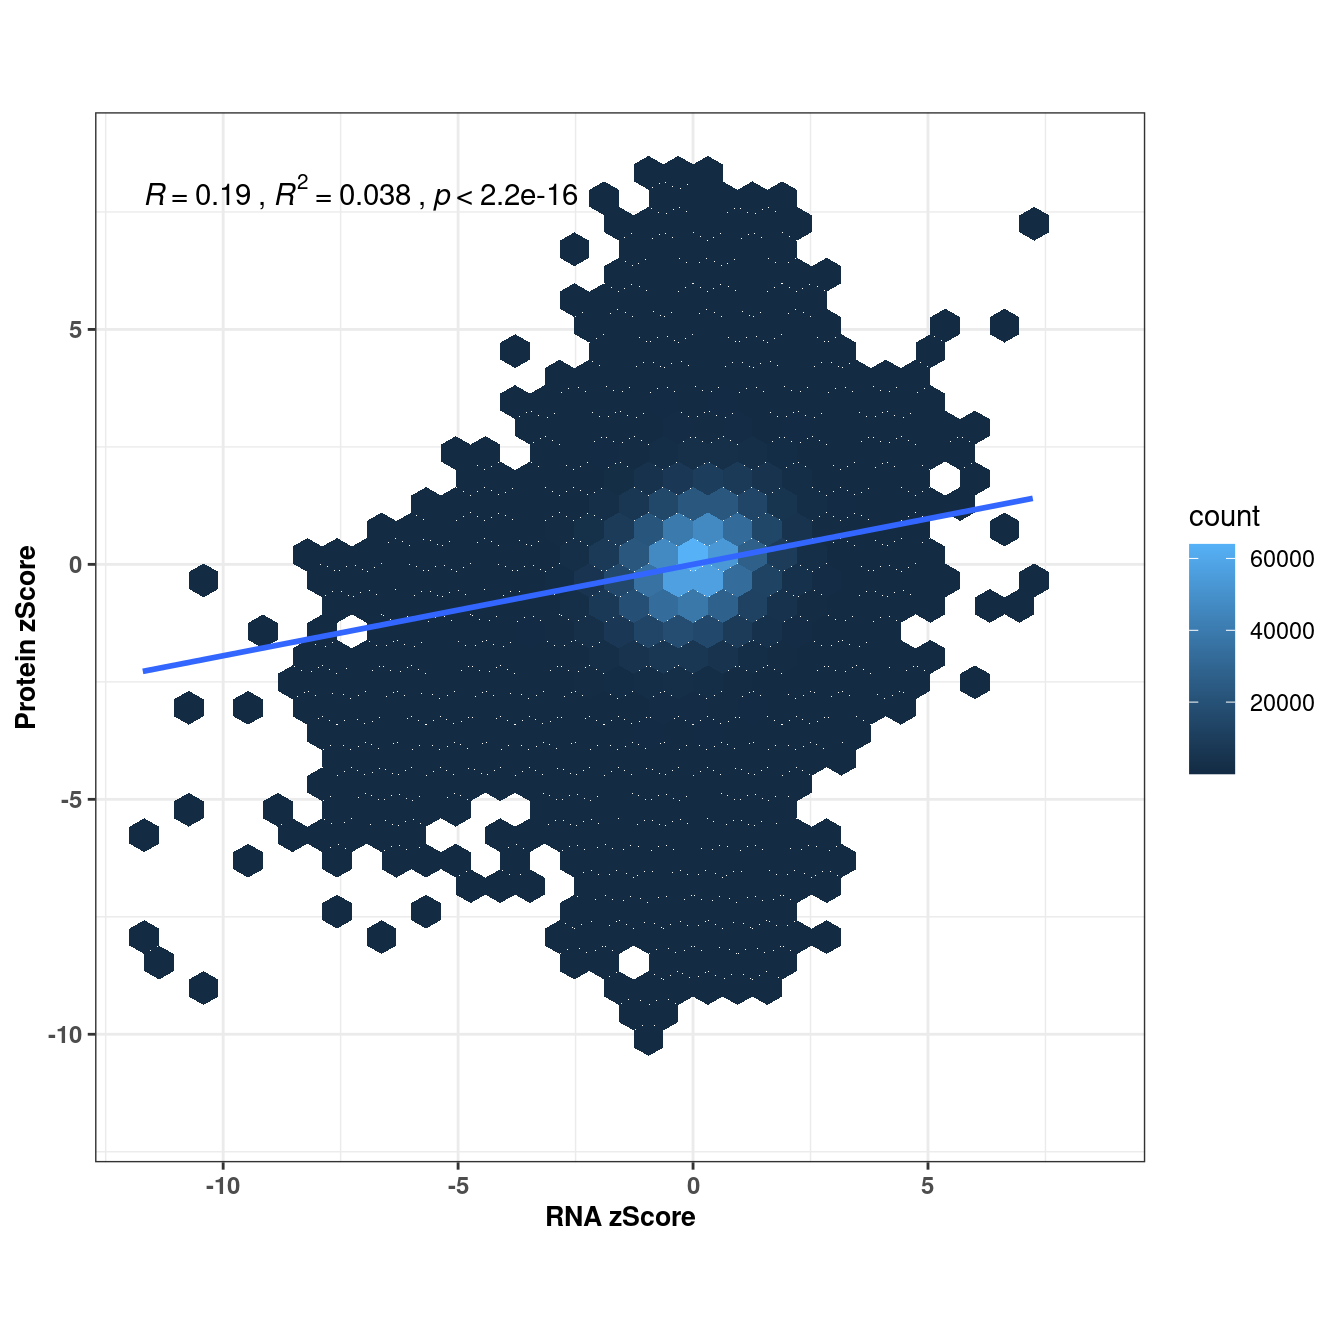 R = 0.19 , R² = 0.038 , p < 2.2e-16
5
0
-5
-10
Protein zScore
-10 -5 0 5
RNA zScore
count
60000
40000
20000